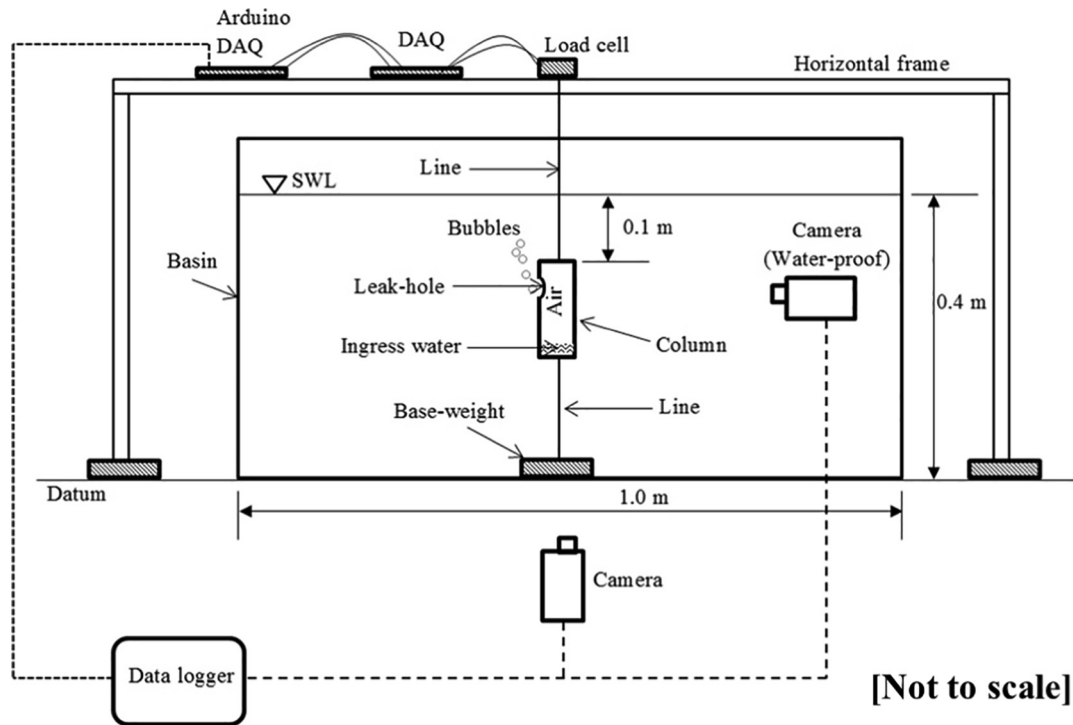 Arduino
DAQ
DAQ
Load cell
Horizontal frame
Line
SWL
Bubbles
0.1 m
Camera
(Water-proof)
Basin
Leak-hole
Air
0.4 m
Ingress water
Column
Base-weight
Line
Datum
1.0 m
Camera
Data logger
[Not to scale]